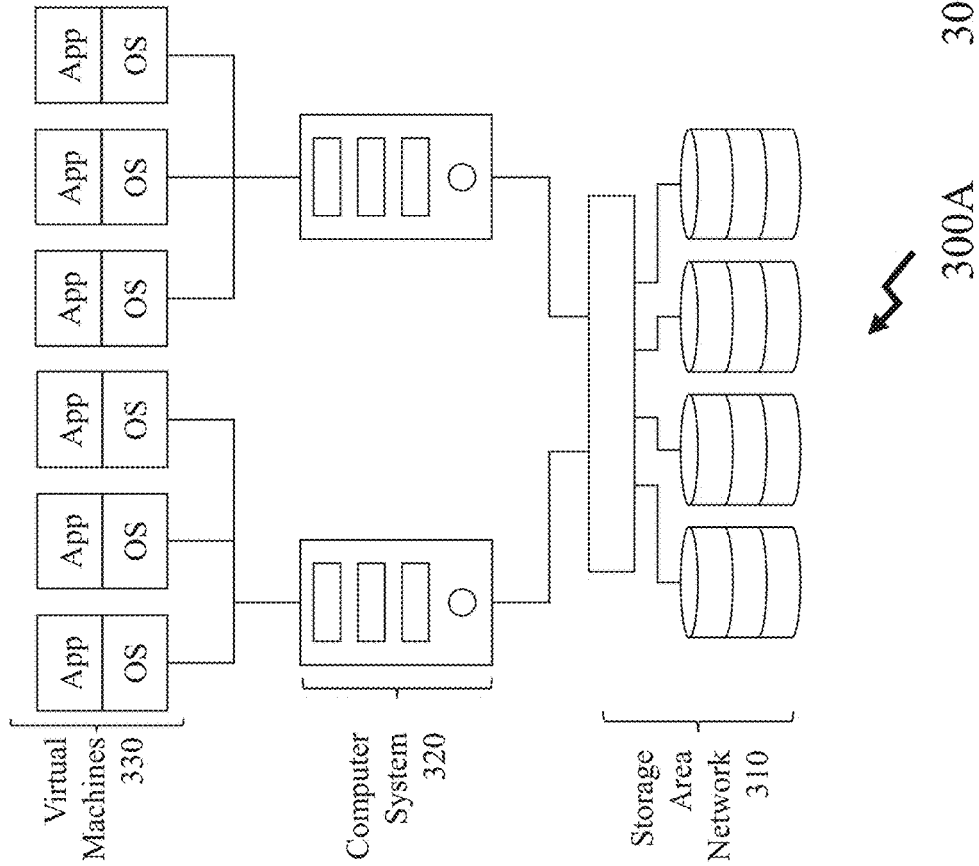 Virtual
Machines
330
App
OS
App
OS
App
OS
App
OS
App
OS
App
OS
Computer
System
320
Storage
Area
Network
310
300A
30